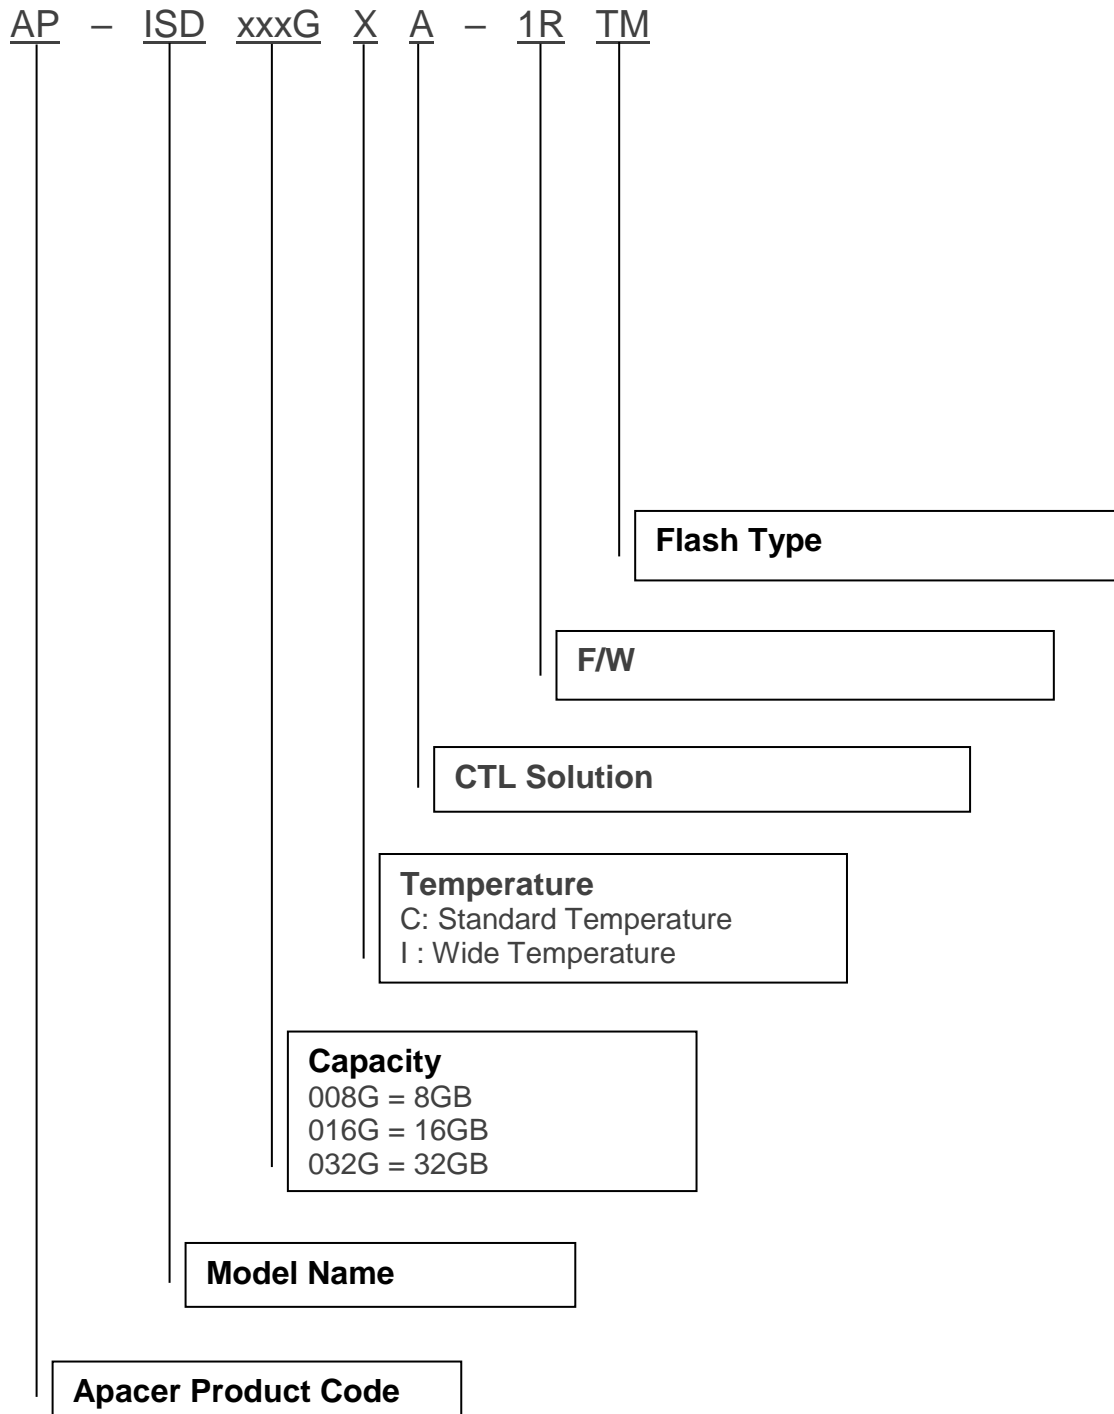 AP – ISD xxxG X A – 1R TM
Flash Type
F/W
CTL Solution
Temperature
C: Standard Temperature
I : Wide Temperature
Capacity
008G = 8GB
016G = 16GB
032G = 32GB
Model Name
Apacer Product Code